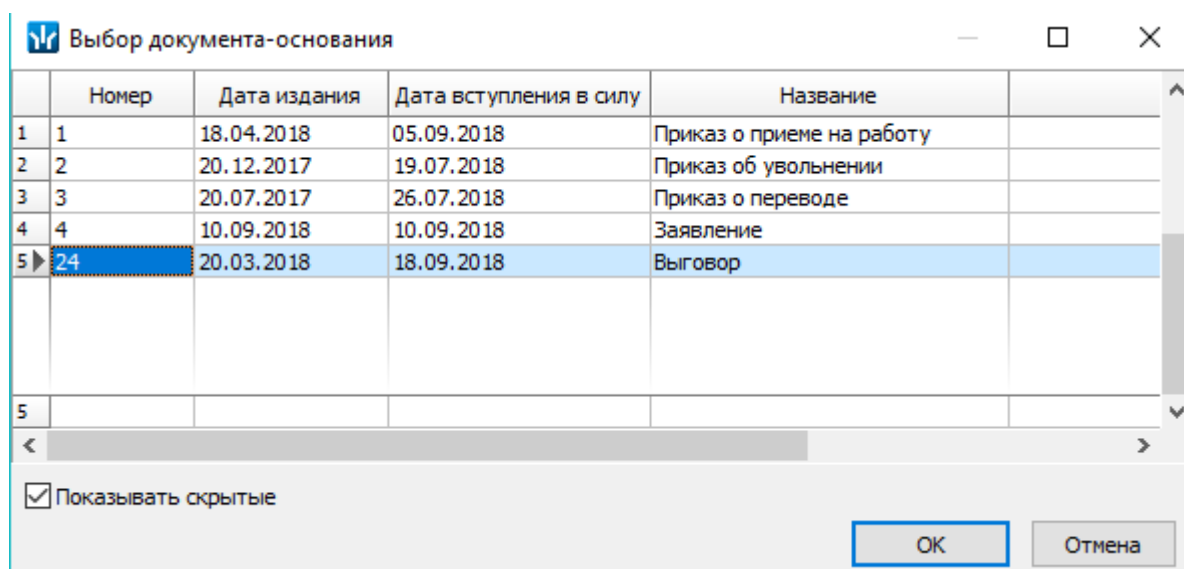 Выбор документа-основания
Номер Дата издания Дата вступления в силу Название
1 1 18.04.2018 05.09.2018 Приказ о приеме на работу
2 2 20.12.2017 19.07.2018 Приказ об увольнении
3 3 20.07.2017 26.07.2018 Приказ о переводе
4 4 10.09.2018 10.09.2018 Заявление
5 24 20.03.2018 18.09.2018 Выговор
5
Показывать скрытые
ОК Отмена